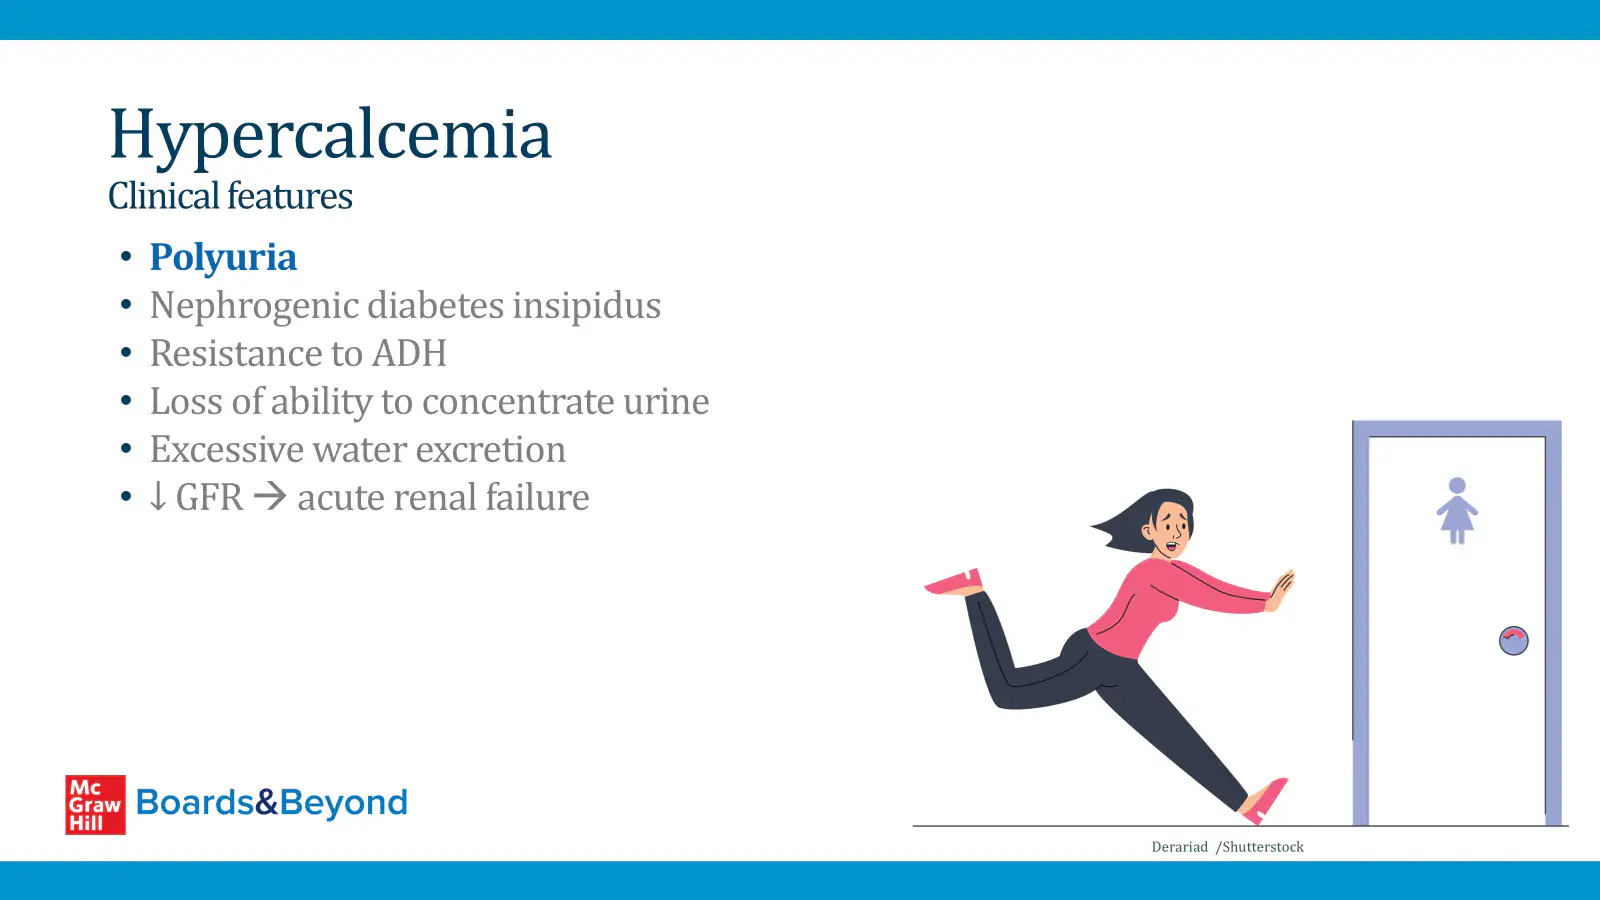 Hypercalcemia
Clinical features
• Polyuria
• Nephrogenic diabetes insipidus
• Resistance to ADH
• Loss of ability to concentrate urine
• Excessive water excretion
• ↓ GFR → acute renal failure
Mc
Graw
Hill
Boards&Beyond
Derariad /Shutterstock